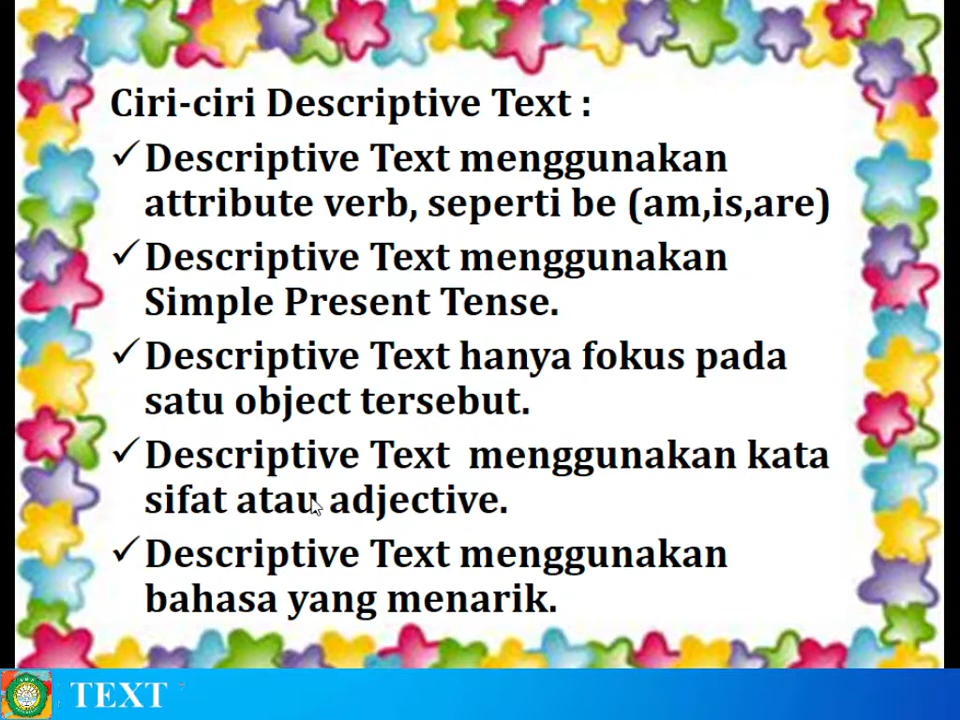 Ciri-ciri Descriptive Text :
✓Descriptive Text menggunakan
attribute verb, seperti be (am,is,are)
✓Descriptive Text menggunakan
Simple Present Tense.
✓Descriptive Text hanya fokus pada
satu object tersebut.
✓Descriptive Text menggunakan kata
sifat atau adjective.
✓Descriptive Text menggunakan
bahasa yang menarik.
TEXT